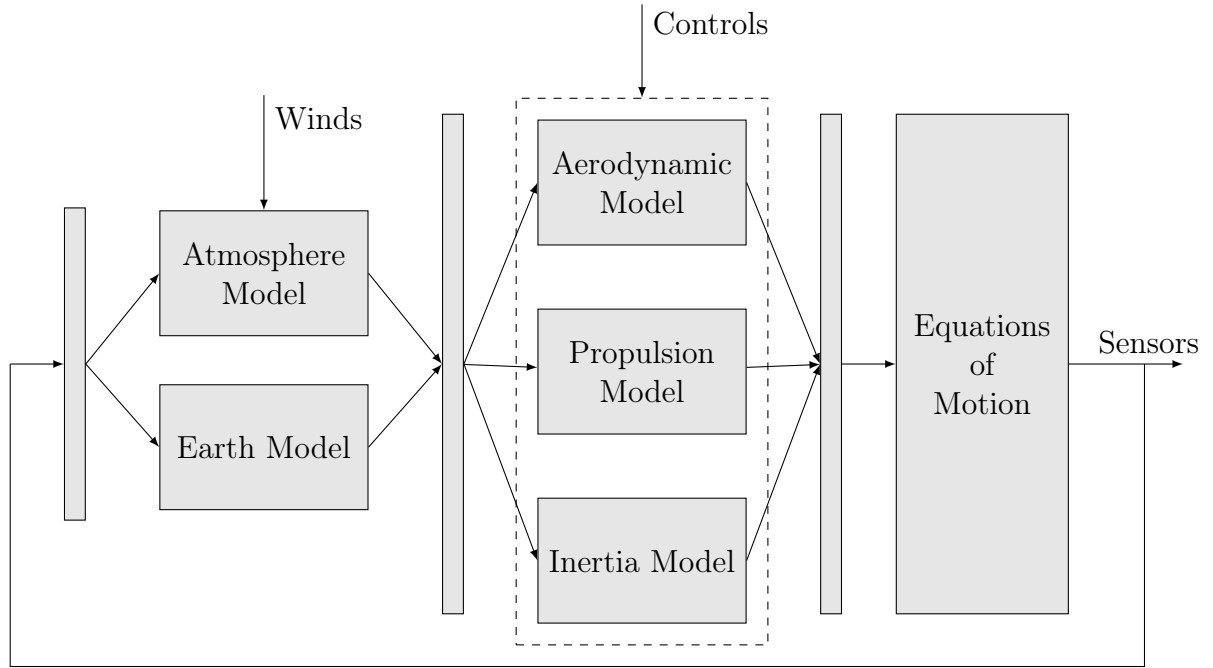 Controls
Winds
Aerodynamic
Model
Atmosphere
Model
Propulsion
Model
Equations
of
Motion
Sensors
Earth Model
Inertia Model